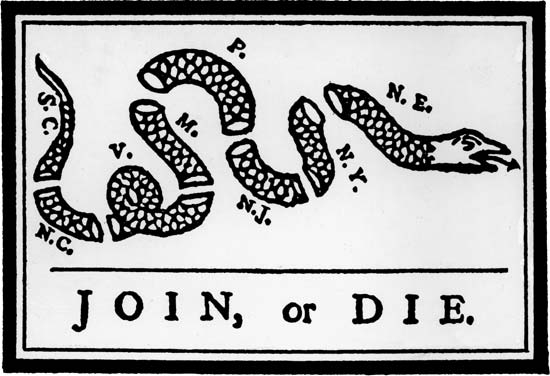 P.
N. E.
S. C.
M.
V.
N. Y.
N. J.
N. C.
JOIN, or DIE.